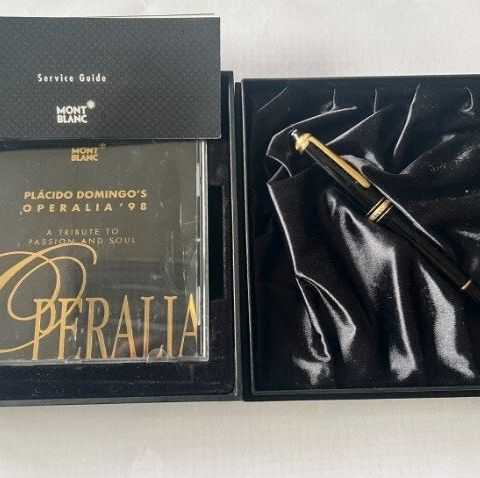 Service Guide
MONT
BLANC
MONT
BLANC
PLÁCIDO DOMINGO'S
OPERALIA '98
A TRIBUTE TO
PASSION AND SOUL
OPERALIA